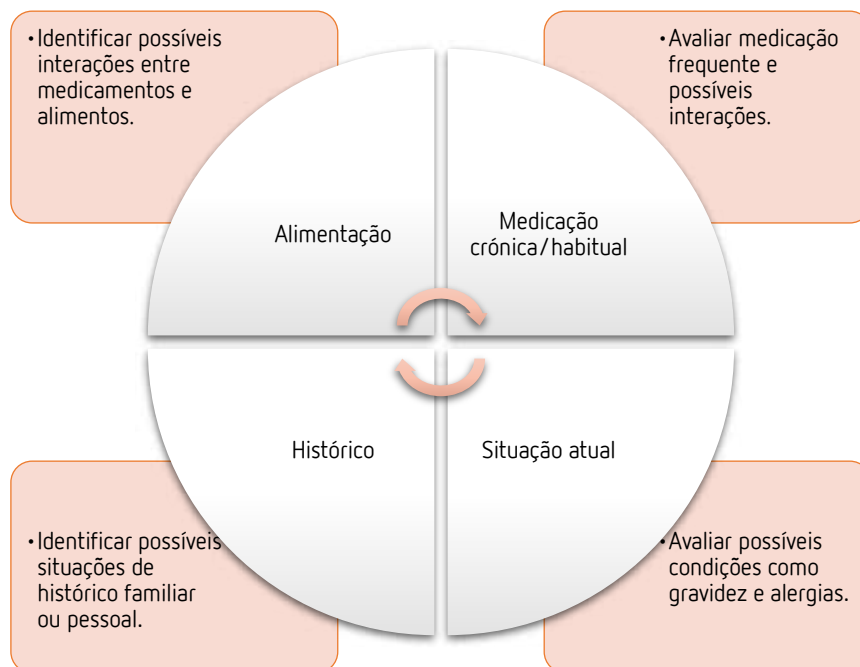 •Identificar possíveis
interações entre
medicamentos e
alimentos.
•Avaliar medicação
frequente e
possíveis
interações.
Alimentação
Medicação
crónica/habitual
Histórico
Situação atual
•Identificar possíveis
situações de
histórico familiar
ou pessoal.
•Avaliar possíveis
condições como
gravidez e alergias.